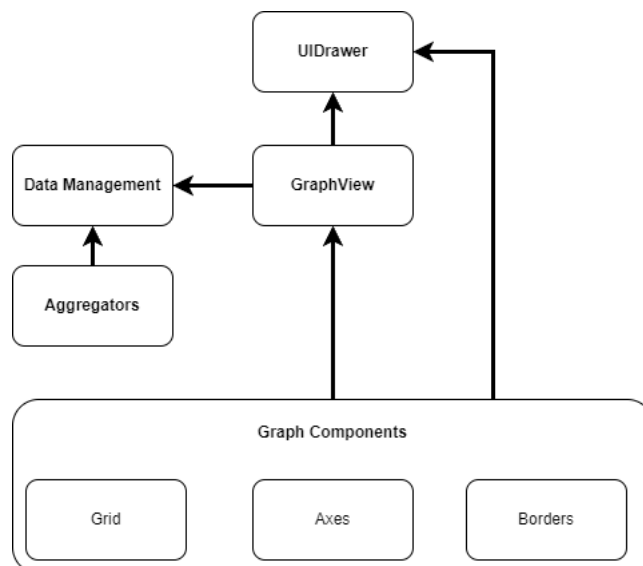 UIDrawer
Data Management
GraphView
Aggregators
Graph Components
Grid
Axes
Borders